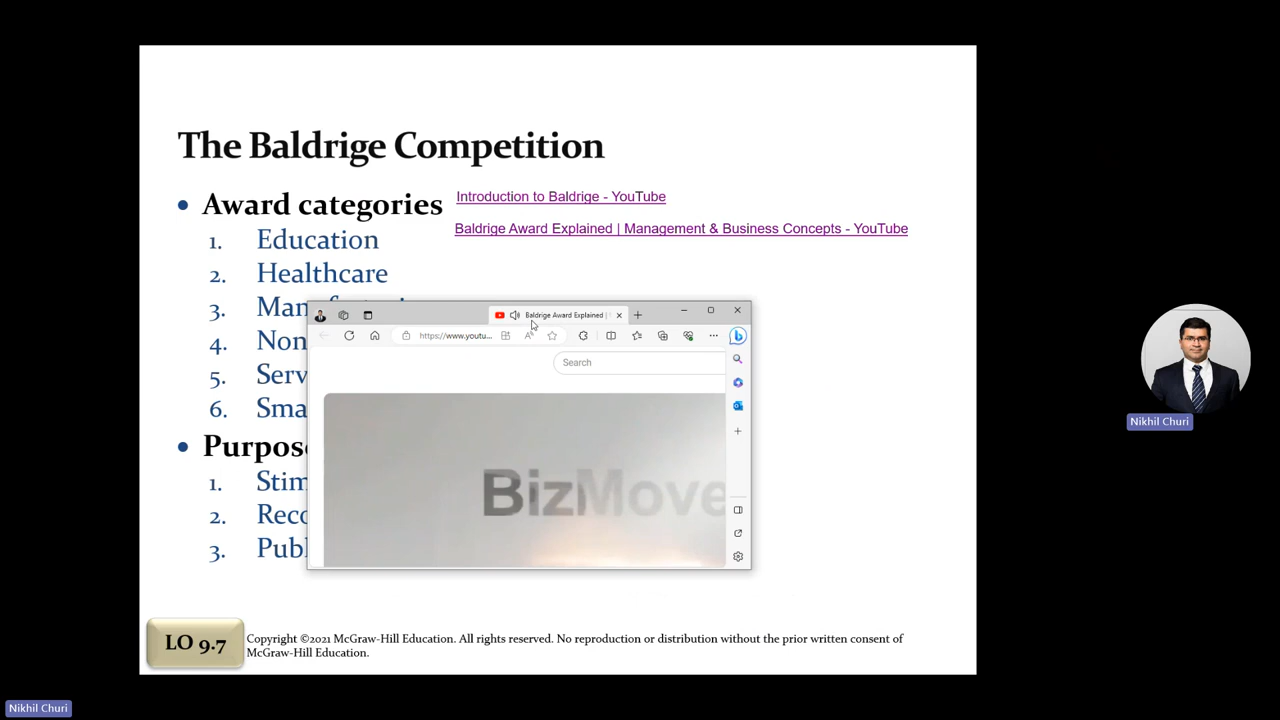 The Baldrige Competition
• Award categories
Introduction to Baldrige - YouTube
Baldrige Award Explained | Management & Business Concepts - YouTube
1. Education
2. Healthcare
3.
4.
5.
6.
Baldrige Award Explained |
https://www.youtu...
Search
BizMove
• 
1.
2.
3.
LO 9.7
Copyright ©2021 McGraw-Hill Education. All rights reserved. No reproduction or distribution without the prior written consent of
McGraw-Hill Education.
Nikhil Churi
Nikhil Churi